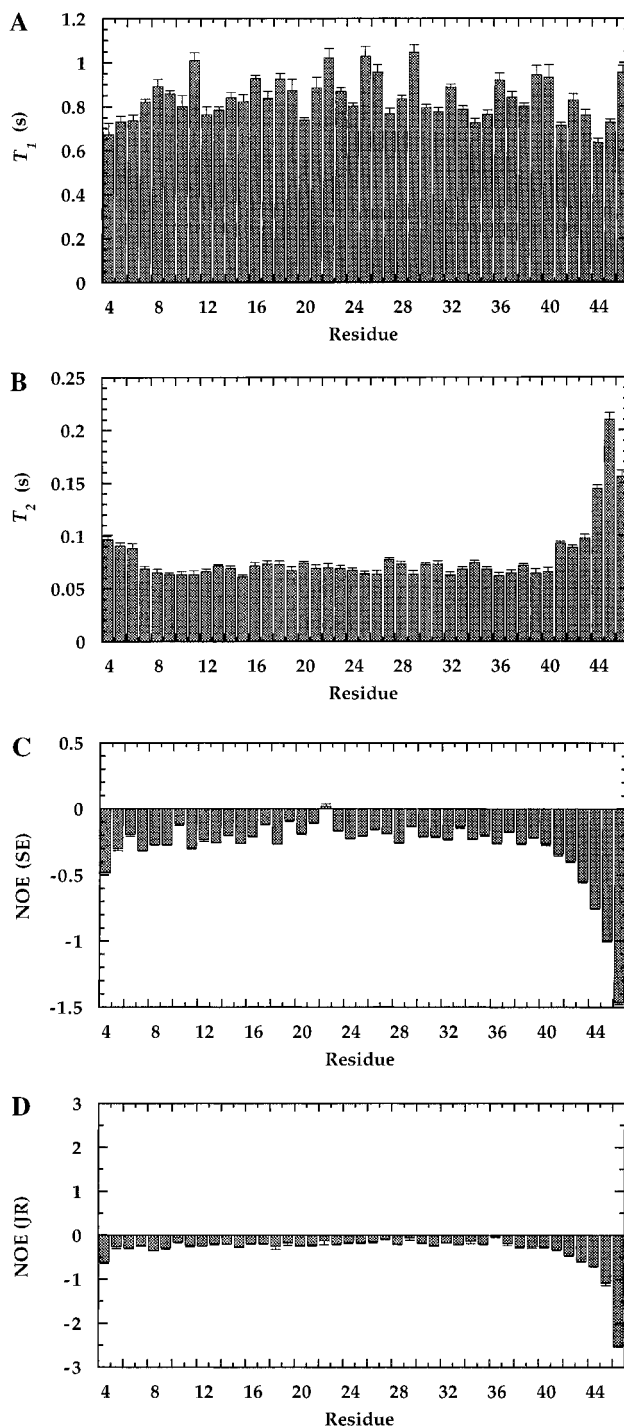 A
T1 (s)
1.2
1
0.8
0.6
0.4
0.2
0
4 8 12 16 20 24 28 32 36 40 44
Residue
B
T2 (s)
0.25
0.2
0.15
0.1
0.05
0
4 8 12 16 20 24 28 32 36 40 44
Residue
C
NOE (SE)
0.5
0
-0.5
-1
-1.5
4 8 12 16 20 24 28 32 36 40 44
Residue
D
NOE (JR)
3
2
1
0
-1
-2
-3
4 8 12 16 20 24 28 32 36 40 44
Residue